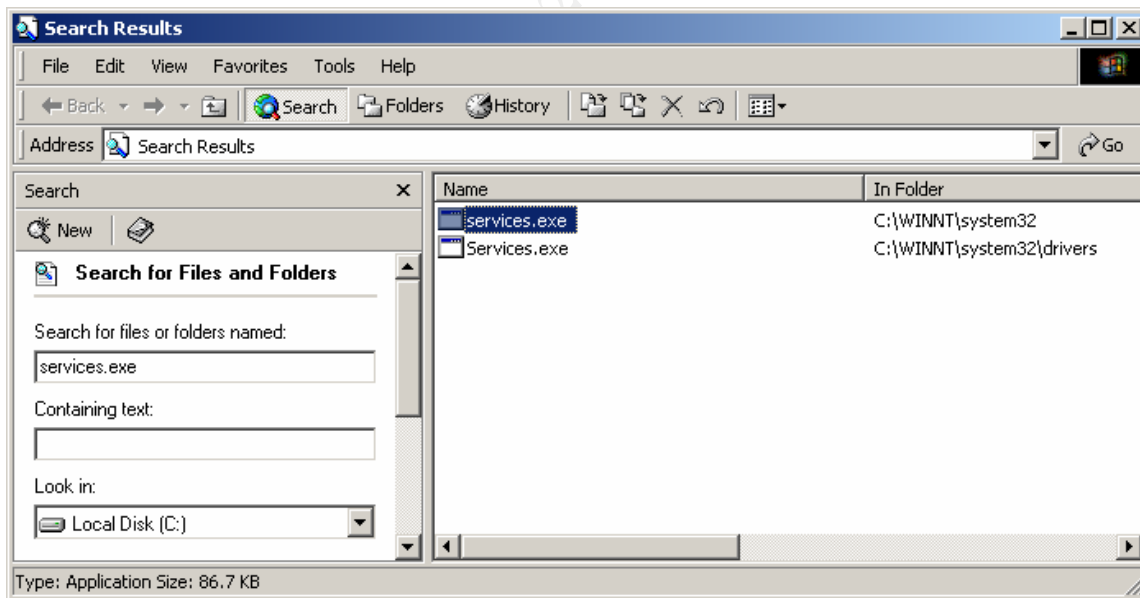 Search Results
File Edit View Favorites Tools Help
Back Search Folders History
Address Search Results Go
Search
New
Search for Files and Folders
Search for files or folders named:
services.exe
Containing text:
Look in:
Local Disk (C:)
Name In Folder
services.exe C:\WINNT\system32
Services.exe C:\WINNT\system32\drivers
Type: Application Size: 86.7 KB